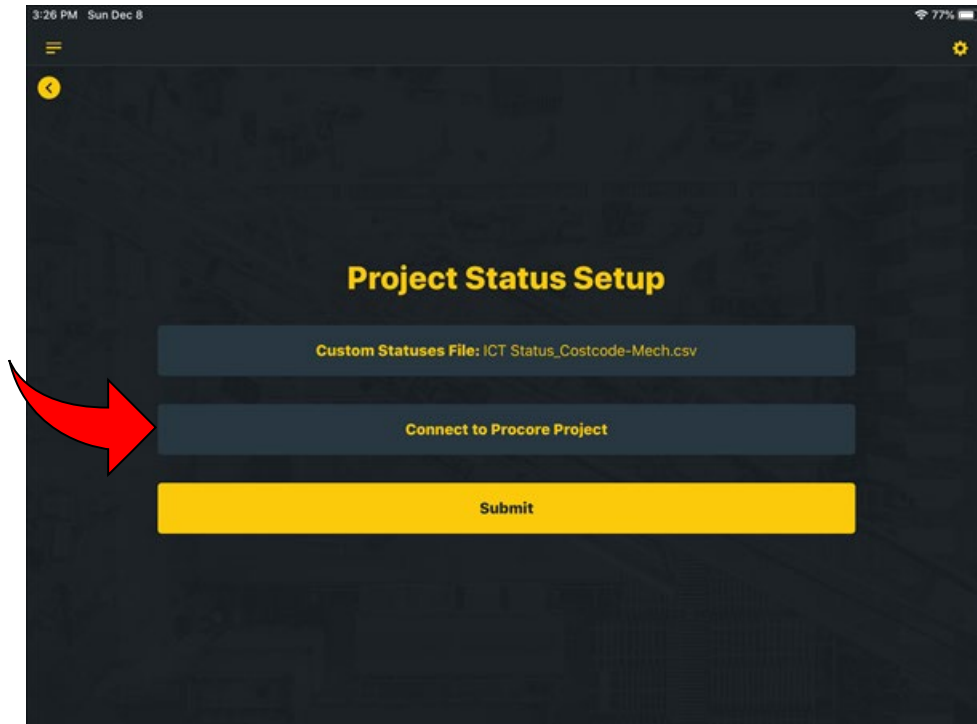 3:26 PM Sun Dec 8
77%
Project Status Setup
Custom Statuses File: ICT Status_Costcode-Mech.csv
Connect to Procore Project
Submit